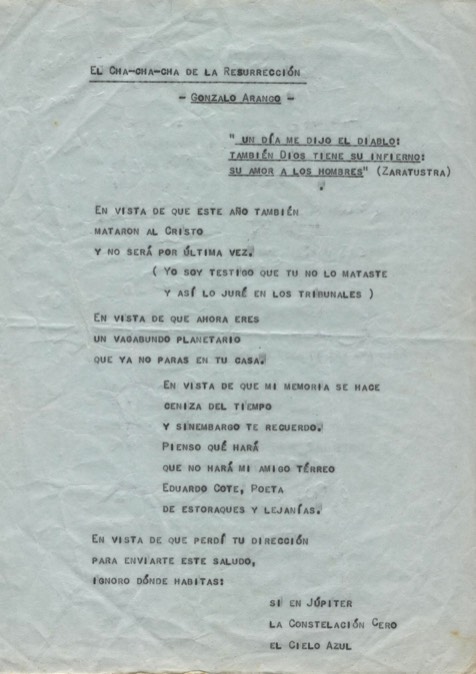 EL CHA-CHA-CHA DE LA RESURRECCIÓN
- GONZALO ARANGO -
" UN DÍA ME DIJO EL DIABLO:
TAMBIÉN DIOS TIENE SU INFIERNO:
SU AMOR A LOS HOMBRES" (ZARATUSTRA)
.
EN VISTA DE QUE ESTE AÑO TAMBIÉN
MATARON AL CRISTO
Y NO SERÁ POR ÚLTIMA VEZ.
( YO SOY TESTIGO QUE TU NO LO MATASTE
Y ASÍ LO JURÉ EN LOS TRIBUNALES )
EN VISTA DE QUE AHORA ERES
UN VAGABUNDO PLANETARIO
QUE YA NO PARAS EN TU CASA.
EN VISTA DE QUE MI MEMORIA SE HACE
CENIZA DEL TIEMPO
Y SINEMBARGO TE RECUERDO.
PIENSO QUÉ HARÁ
QUE NO HARÁ MI AMIGO TÉRREO
EDUARDO COTE, POETA
DE ESTORAQUES Y LEJANÍAS.
EN VISTA DE QUE PERDÍ TU DIRECCIÓN
PARA ENVIARTE ESTE SALUDO,
IGNORO DÓNDE HABITAS:
SI EN JÚPITER
LA CONSTELACIÓN CERO
EL CIELO AZUL